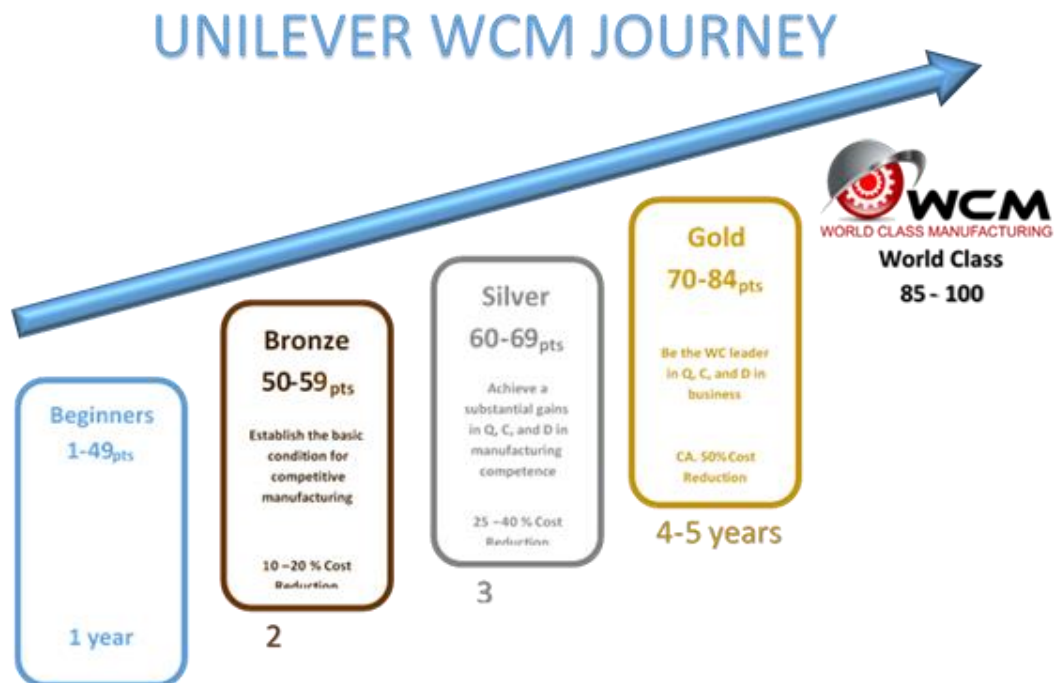 UNILEVER WCM JOURNEY
WCM
WORLD CLASS MANUFACTURING
World Class
85 - 100
Gold
70-84pts
Be the WC leader
in Q, C, and D in
business
CA. 50% Cost
Reduction
4-5 years
Silver
60-69pts
Achieve a
substantial gains
in Q, C, and D in
manufacturing
competence
25 –40 % Cost
Reduction
3
Bronze
50-59pts
Establish the basic
condition for
competitive
manufacturing
10 –20 % Cost
Reduction
2
Beginners
1-49pts
1 year